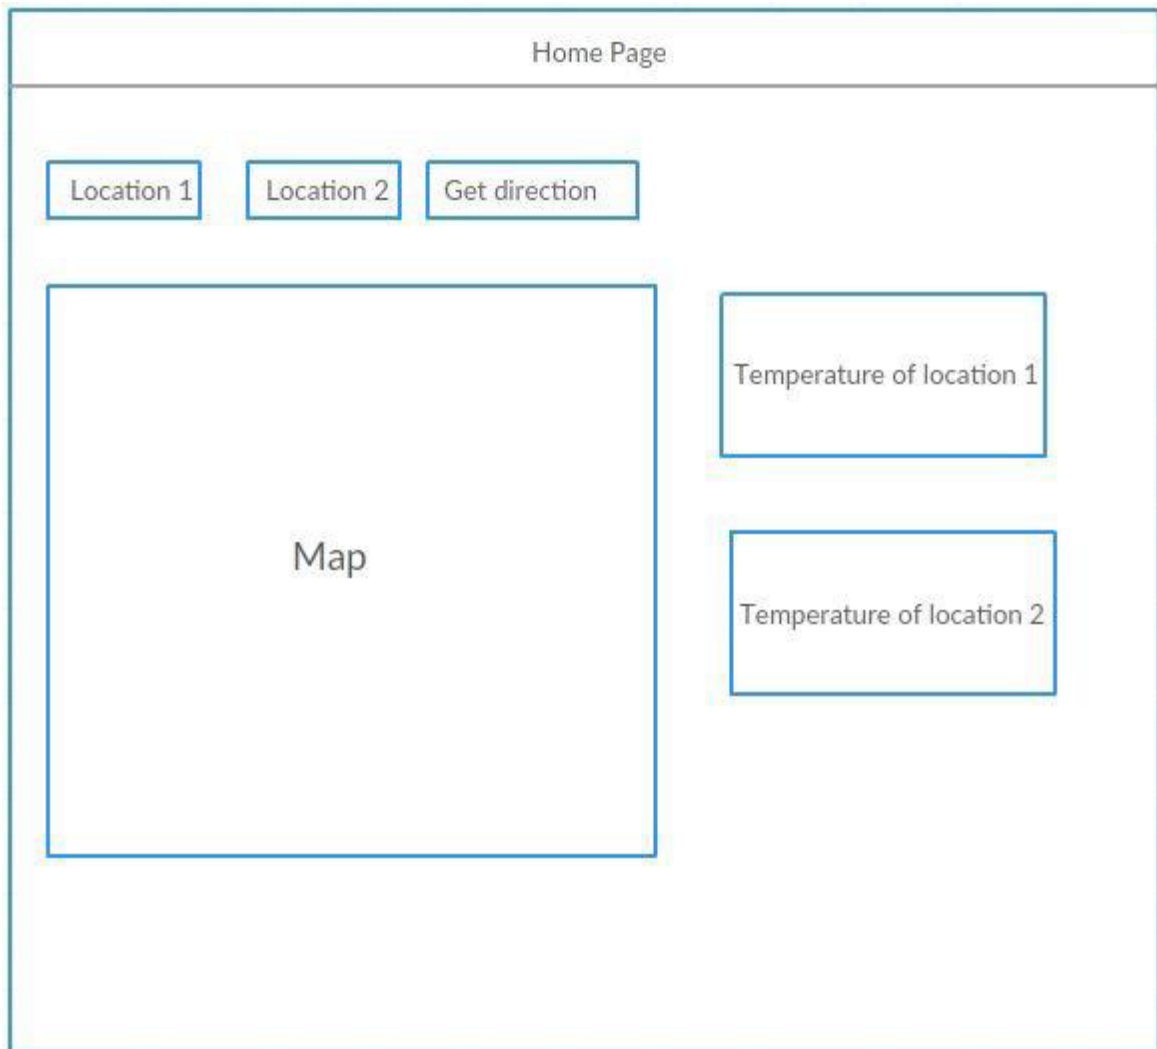 Home Page
Location 1
Location 2
Get direction
Map
Temperature of location 1
Temperature of location 2